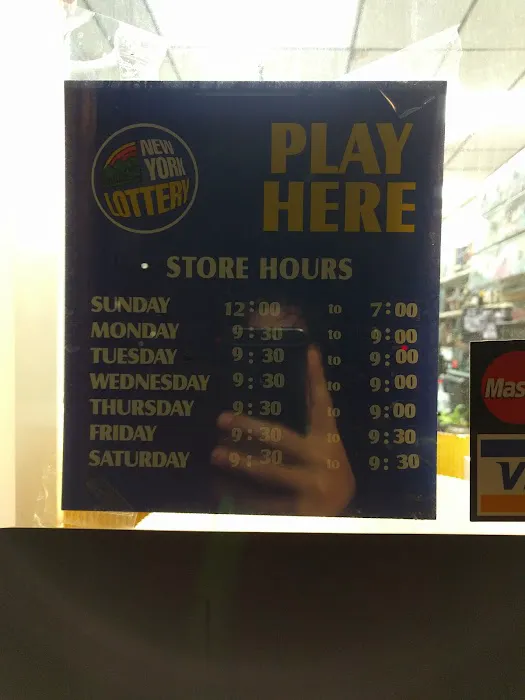 NEW
YORK
LOTTERY
PLAY
HERE
STORE HOURS
SUNDAY 12:00 to 7:00
MONDAY 9:30 to 9:00
TUESDAY 9:30 to 9:00
WEDNESDAY 9:30 to 9:00
THURSDAY 9:30 to 9:00
FRIDAY 9:30 to 9:30
SATURDAY 9:30 to 9:30
Mas
V